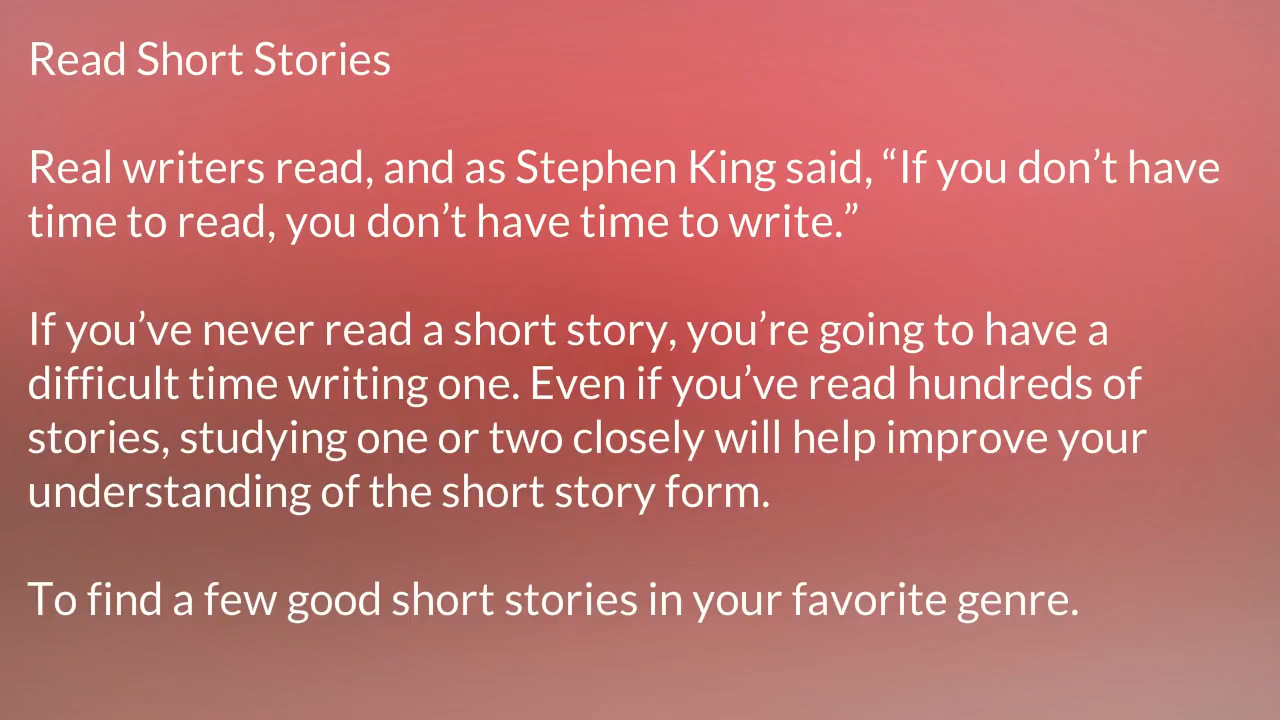 Read Short Stories
Real writers read, and as Stephen King said, “If you don’t have
time to read, you don’t have time to write.”
If you’ve never read a short story, you’re going to have a
difficult time writing one. Even if you’ve read hundreds of
stories, studying one or two closely will help improve your
understanding of the short story form.
To find a few good short stories in your favorite genre.